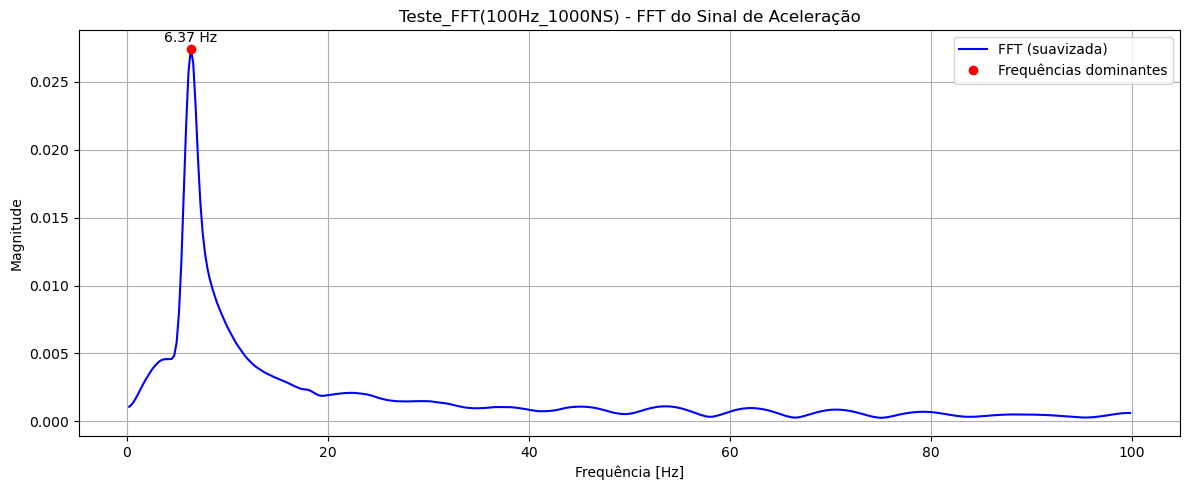 Teste_FFT(100Hz_1000NS) - FFT do Sinal de Aceleração
6.37 Hz
FFT (suavizada)
Frequências dominantes
Magnitude
0.025
0.020
0.015
0.010
0.005
0.000
0 20 40 60 80 100
Frequência [Hz]